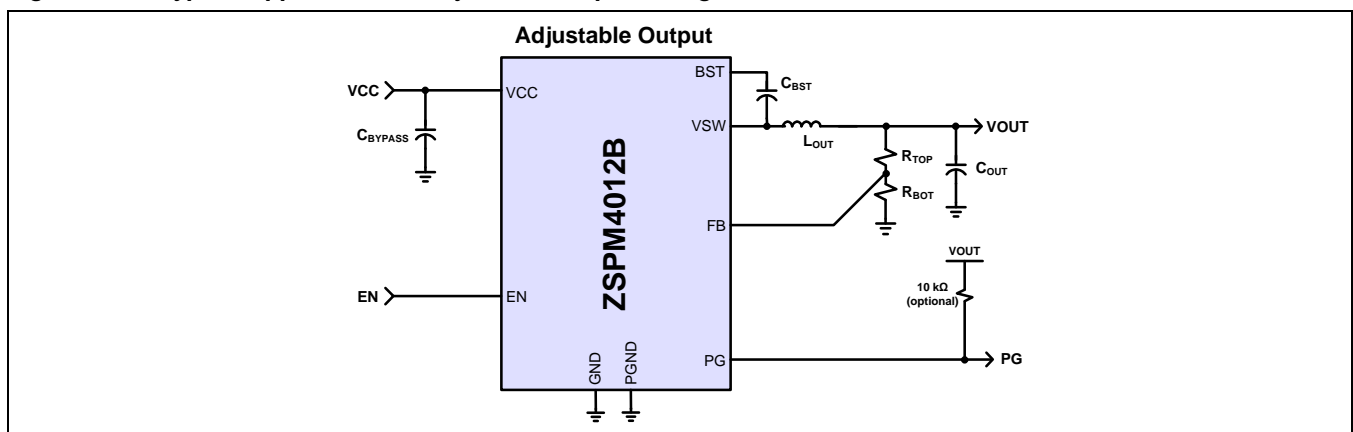 Adjustable Output
BST
CBST
VCC
VCC
CBYPASS
VSW
LOUT
VOUT
RTOP
COUT
RBOT
ZSPM4012B
FB
VOUT
10 kΩ
(optional)
EN
EN
GND
PGND
PG
PG